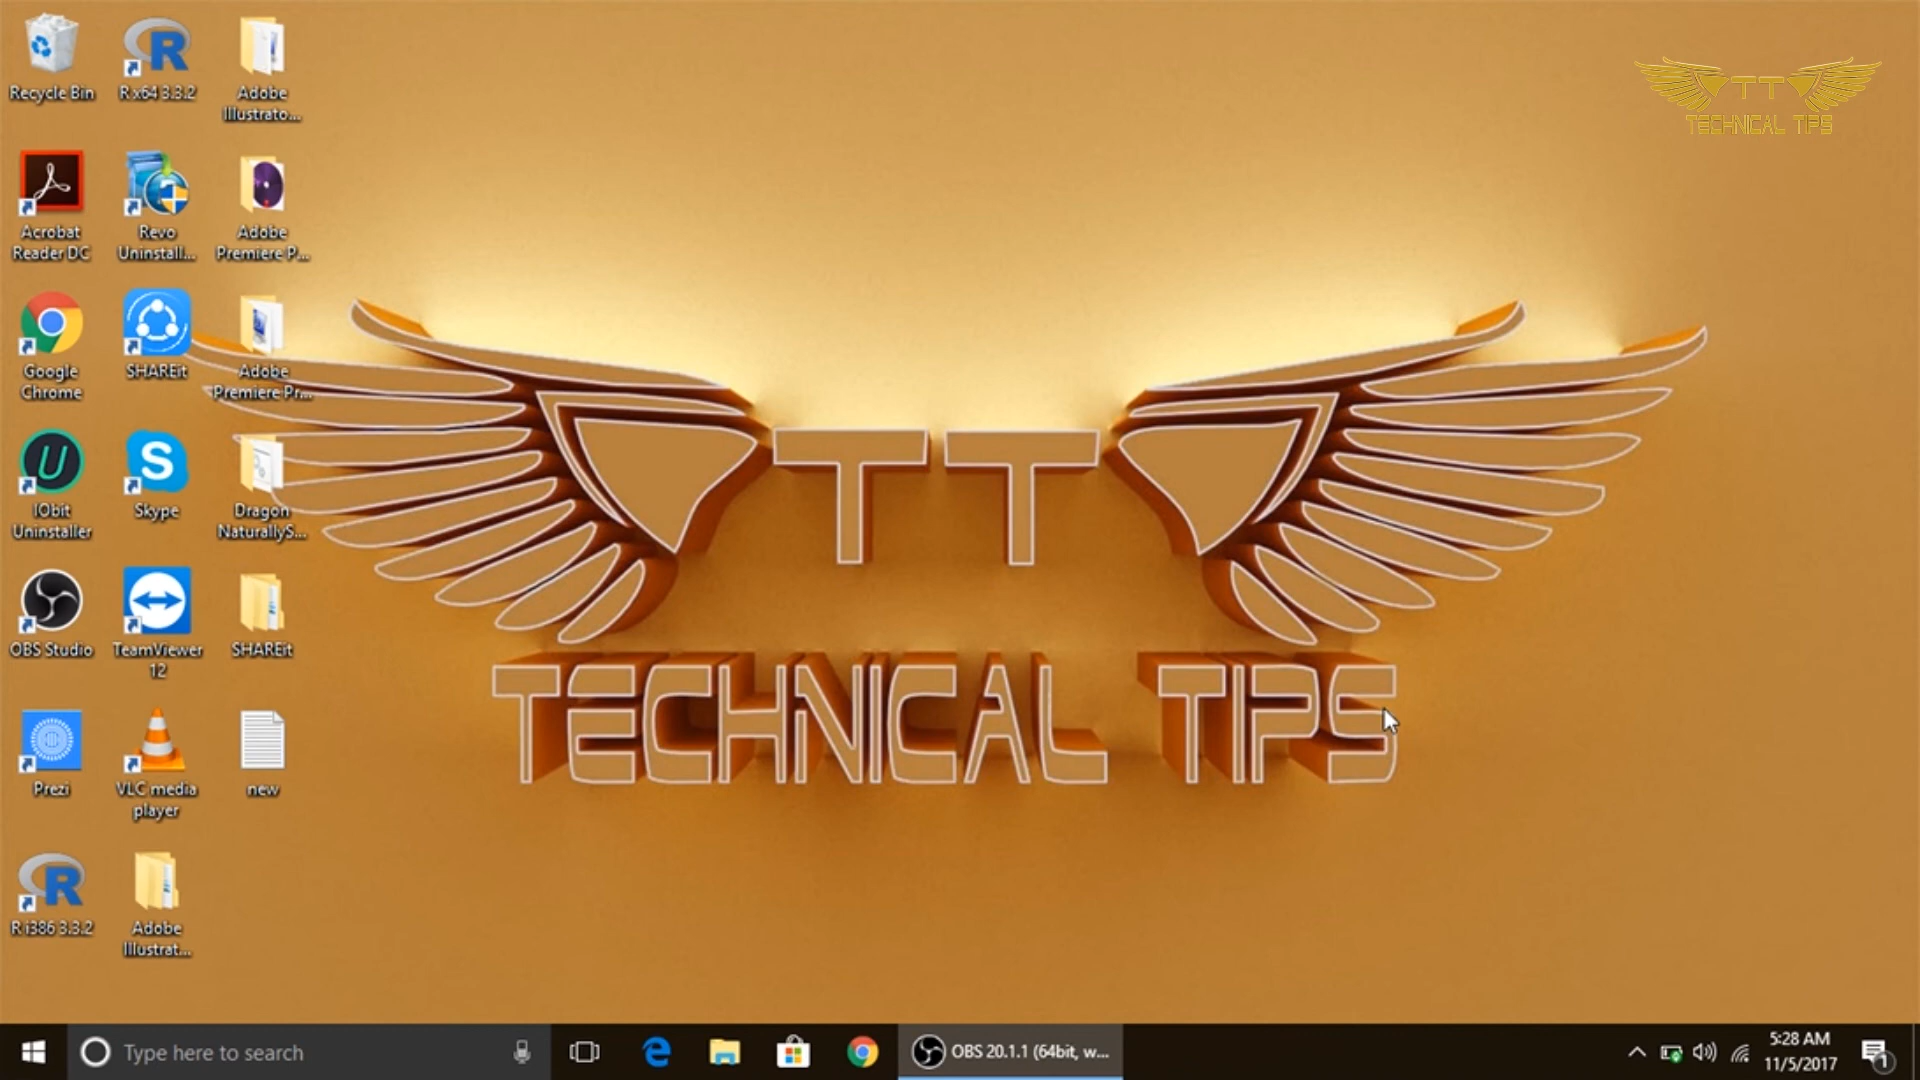 Recycle Bin
R x64 3.3.2
Adobe
Illustrato...
Acrobat
Reader DC
Revo
Uninstall...
Adobe
Premiere P...
Google
Chrome
SHAREit
Adobe
Premiere Pr...
IObit
Uninstaller
Skype
Dragon
NaturallyS...
OBS Studio
TeamViewer
12
SHAREit
Prezi
VLC media
player
new
R i386 3.3.2
Adobe
Illustrat...
TT
TECHNICAL TIPS
TT
TECHNICAL TIPS
Type here to search
OBS 20.1.1 (64bit, w...
5:28 AM
11/5/2017
1